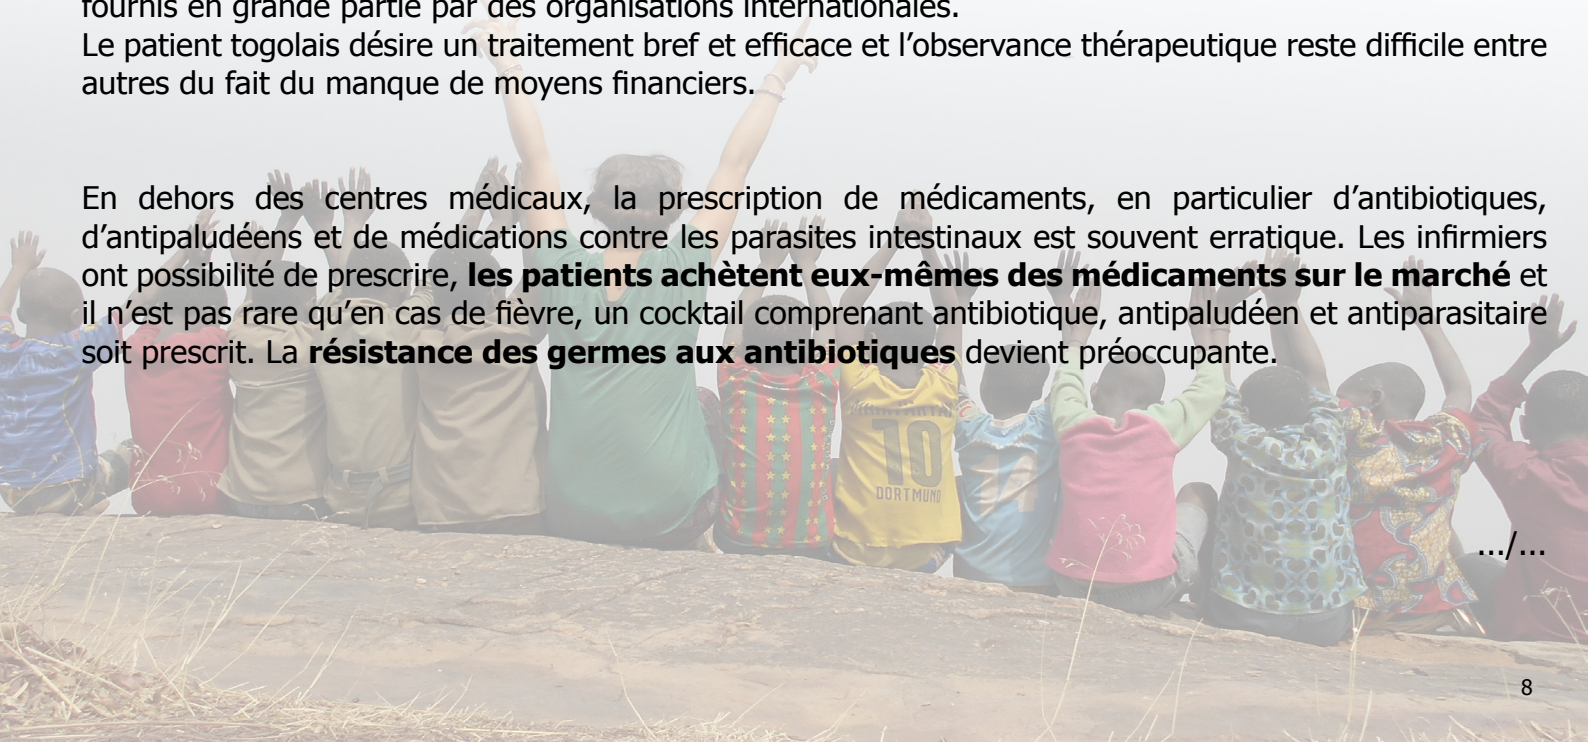 fournis en grande partie par des organisations internationales.
Le patient togolais désire un traitement bref et efficace et l’observance thérapeutique reste difficile entre
autres du fait du manque de moyens financiers.
En dehors des centres médicaux, la prescription de médicaments, en particulier d’antibiotiques,
d’antipaludéens et de médications contre les parasites intestinaux est souvent erratique. Les infirmiers
ont possibilité de prescrire, les patients achètent eux-mêmes des médicaments sur le marché et
il n’est pas rare qu’en cas de fièvre, un cocktail comprenant antibiotique, antipaludéen et antiparasitaire
soit prescrit. La résistance des germes aux antibiotiques devient préoccupante.
10
DORTMUND
14
.../...
8